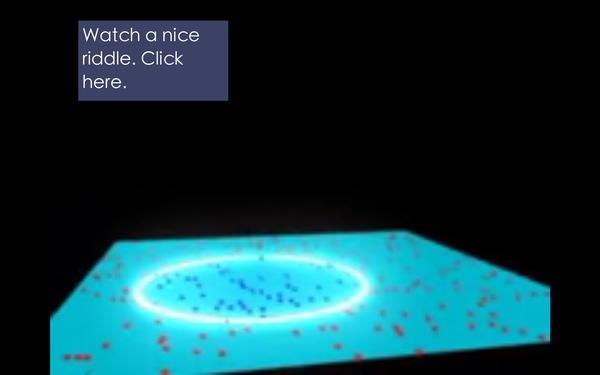 Watch a nice
riddle. Click
here.